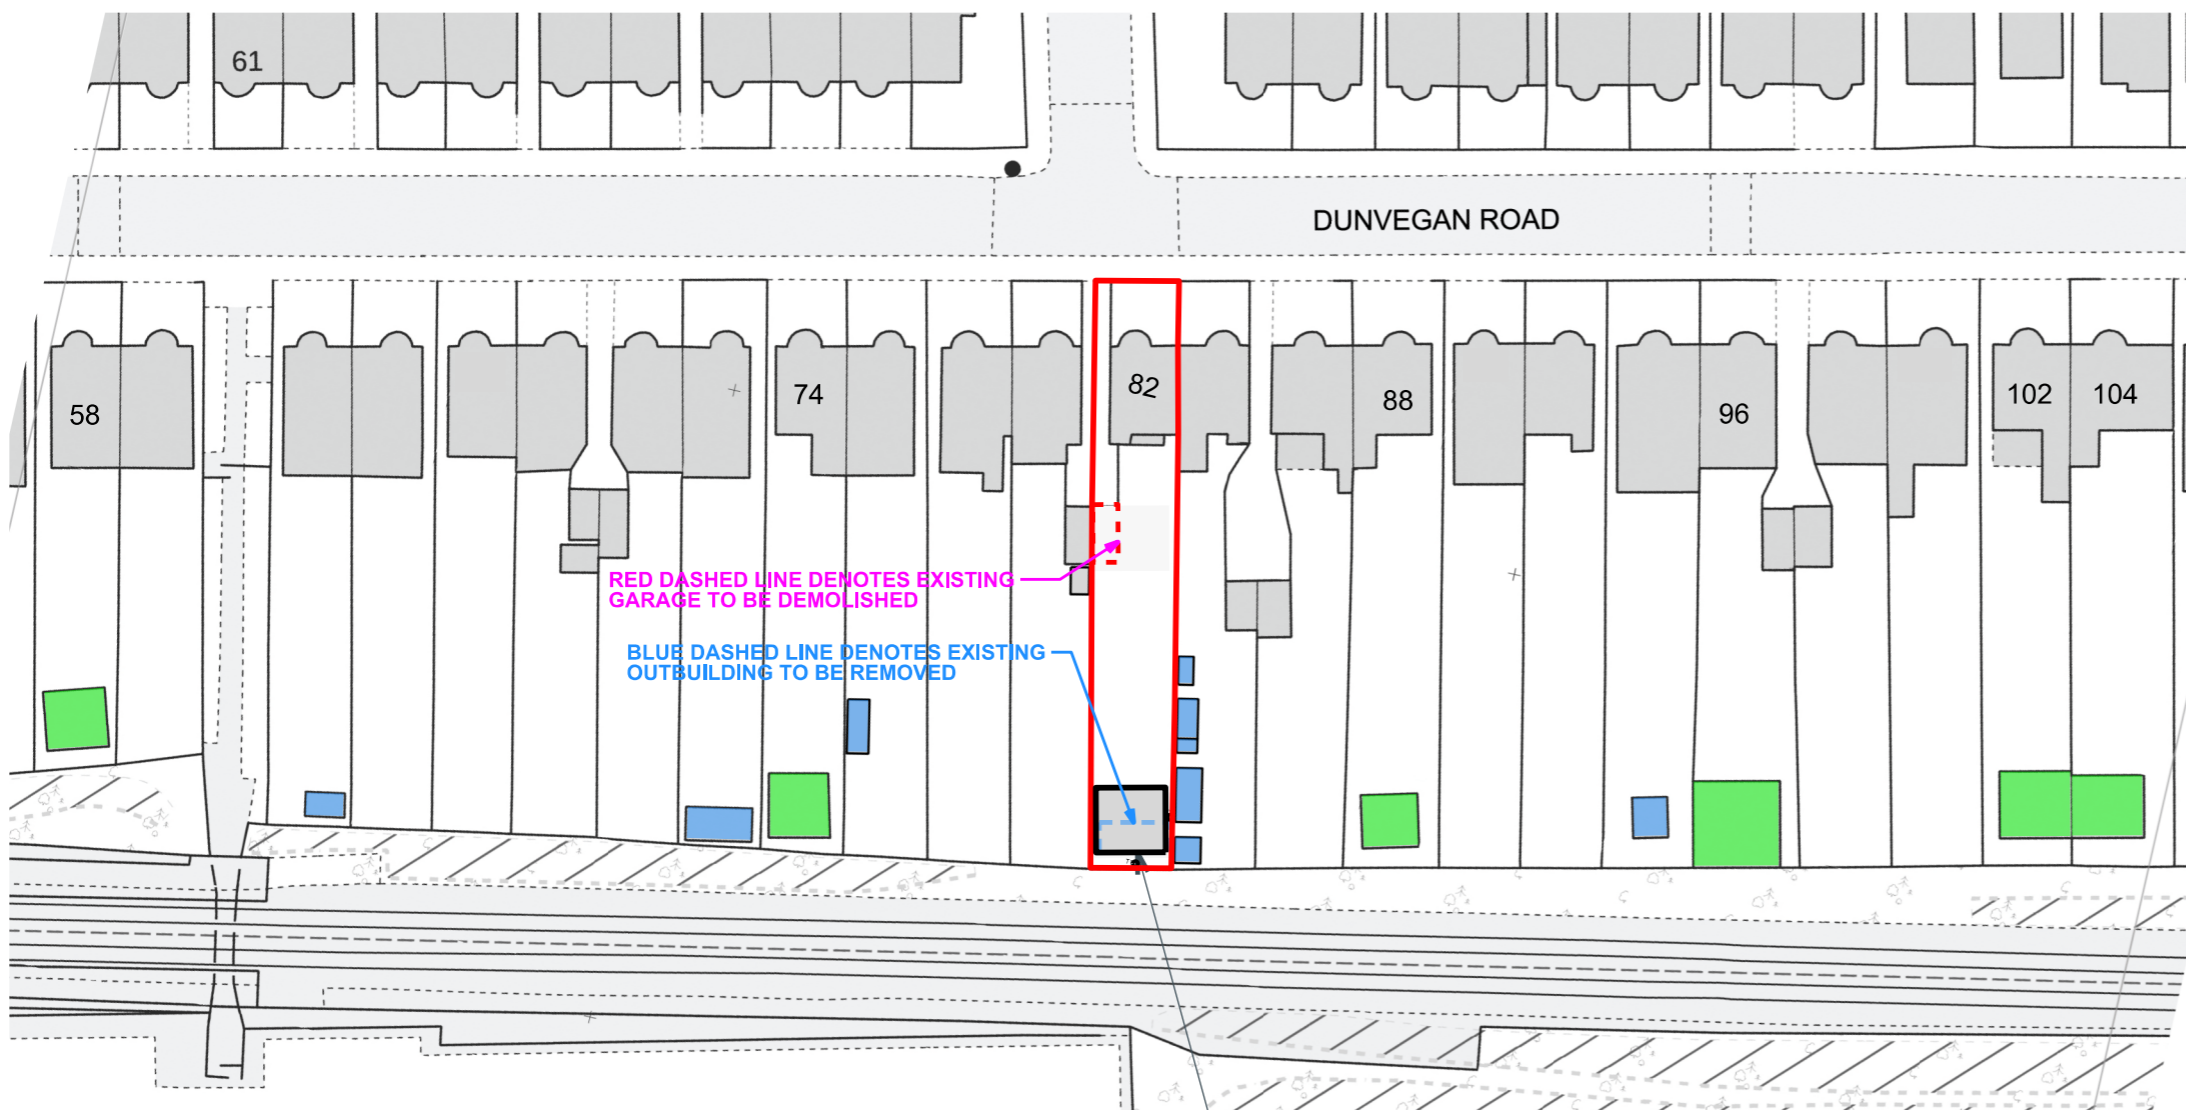 61
DUNVEGAN ROAD
58
74
82
88
96
102
104
RED DASHED LINE DENOTES EXISTING
GARAGE TO BE DEMOLISHED
BLUE DASHED LINE DENOTES EXISTING
OUTBUILDING TO BE REMOVED